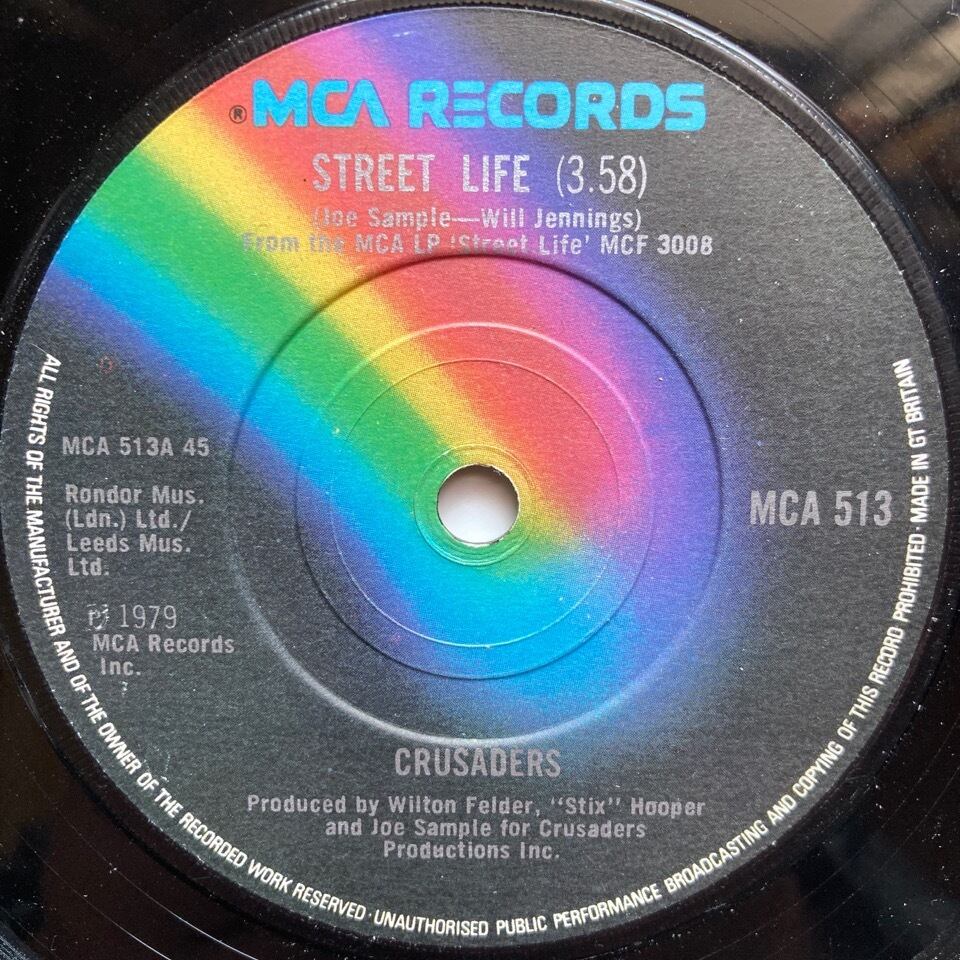 ® MCA RECORDS
STREET LIFE (3.58)
(Joe Sample—Will Jennings)
From the MCA LP 'Street Life' MCF 3008
MCA 513A 45
Rondor Mus.
(Ldn.) Ltd./
Leeds Mus.
Ltd.
℗ 1979
MCA Records
Inc.
MCA 513
CRUSADERS
Produced by Wilton Felder, "Stix" Hooper
and Joe Sample for Crusaders
Productions Inc.
ALL RIGHTS OF THE MANUFACTURER AND OF THE OWNER OF THE RECORDED WORK RESERVED · UNAUTHORISED PUBLIC PERFORMANCE BROADCASTING AND COPYING OF THIS RECORD PROHIBITED · MADE IN GT BRITAIN